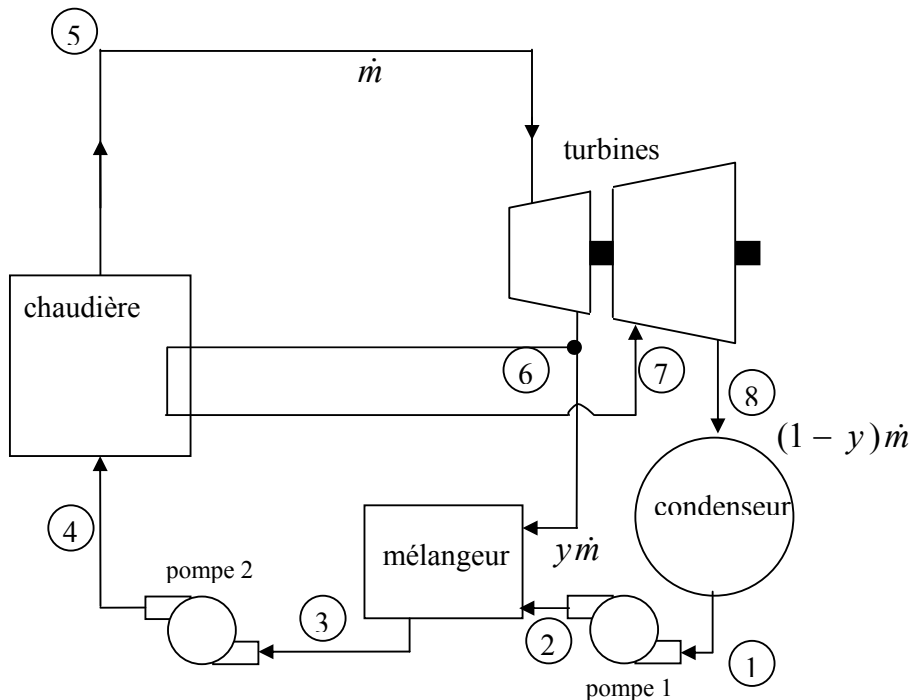 5
ṁ
turbines
chaudière
6
7
8
(1 − y)ṁ
condenseur
4
mélangeur
yṁ
pompe 2
3
2
1
pompe 1